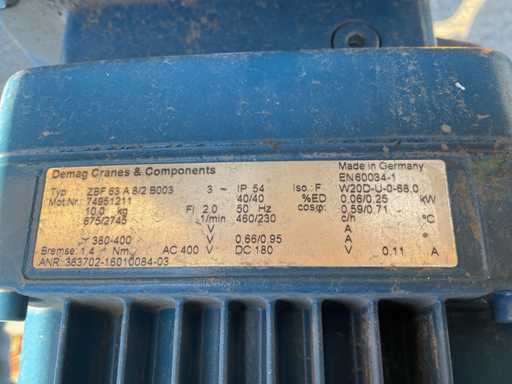 Demag Cranes & Components Made in Germany
Typ ZBF 63 A 8/2 B003 3 ~ IP 54 Iso.: F EN60034-1
Mot.Nr.: 74951211 40/40 %ED W20D-U-0-68.0
10,0 kg FI 2.0 50 Hz cosφ: 0.06/0.25 kW
675/2745 1/min 460/230 c/h 0.59/0.71 °C
V A
380-400 V 0,66/0.95 A °C
Bremse: 1.4 Nm AC 400 V DC 180 V 0.11 A
ANR 383702-16010084-03